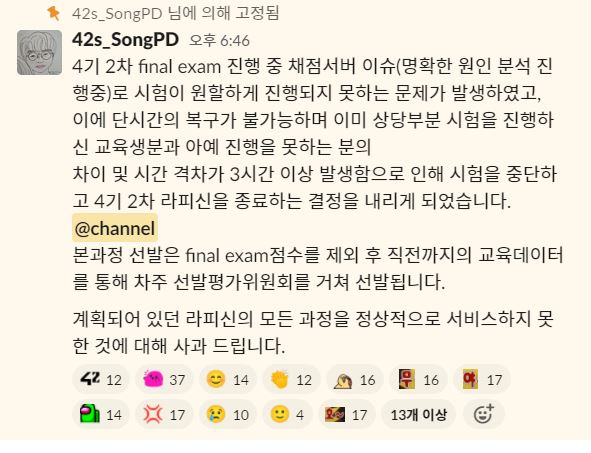 42s_SongPD 님에 의해 고정됨
42s_SongPD 오후 6:46
4기 2차 final exam 진행 중 채점서버 이슈(명확한 원인 분석 진
행중)로 시험이 원할하게 진행되지 못하는 문제가 발생하였고,
이에 단시간의 복구가 불가능하며 이미 상당부분 시험을 진행하
신 교육생분과 아예 진행을 못하는 분의
차이 및 시간 격차가 3시간 이상 발생함으로 인해 시험을 중단하
고 4기 2차 라피신을 종료하는 결정을 내리게 되었습니다.
@channel
본과정 선발은 final exam점수를 제외 후 직전까지의 교육데이터
를 통해 차주 선발평가위원회를 거쳐 선발됩니다.
계획되어 있던 라피신의 모든 과정을 정상적으로 서비스하지 못
한 것에 대해 사과 드립니다.
42 12 37 14 12 16 무 16 야 17
14 17 10 4 17 13개 이상